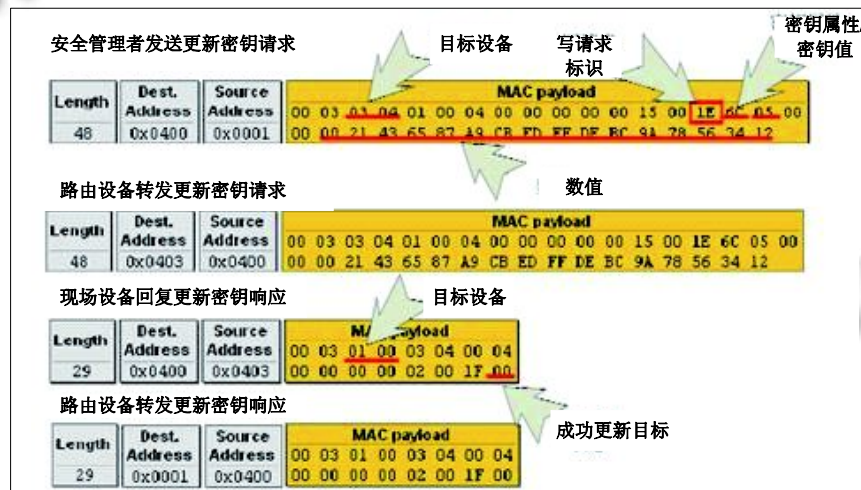 安全管理者发送更新密钥请求
目标设备
写请求
标识
密钥属性
密钥值
Length
48
Dest.
Address
0x0400
Source
Address
0x0001
MAC payload
00 03 03 04 01 00 04 00 00 00 00 00 15 00 1E 6C 05 00
00 00 21 43 65 87 A9 CB ED FF DE BC 9A 78 56 34 12
数值
路由设备转发更新密钥请求
Length
48
Dest.
Address
0x0403
Source
Address
0x0400
MAC payload
00 03 03 04 01 00 04 00 00 00 00 00 15 00 1E 6C 05 00
00 00 21 43 65 87 A9 CB ED FF DE BC 9A 78 56 34 12
现场设备回复更新密钥响应
目标设备
Length
29
Dest.
Address
0x0400
Source
Address
0x0403
MAC payload
00 03 01 00 03 04 00 04
00 00 00 00 02 00 1F 00
成功更新目标
路由设备转发更新密钥响应
Length
29
Dest.
Address
0x0001
Source
Address
0x0400
MAC payload
00 03 01 00 03 04 00 04
00 00 00 00 02 00 1F 00